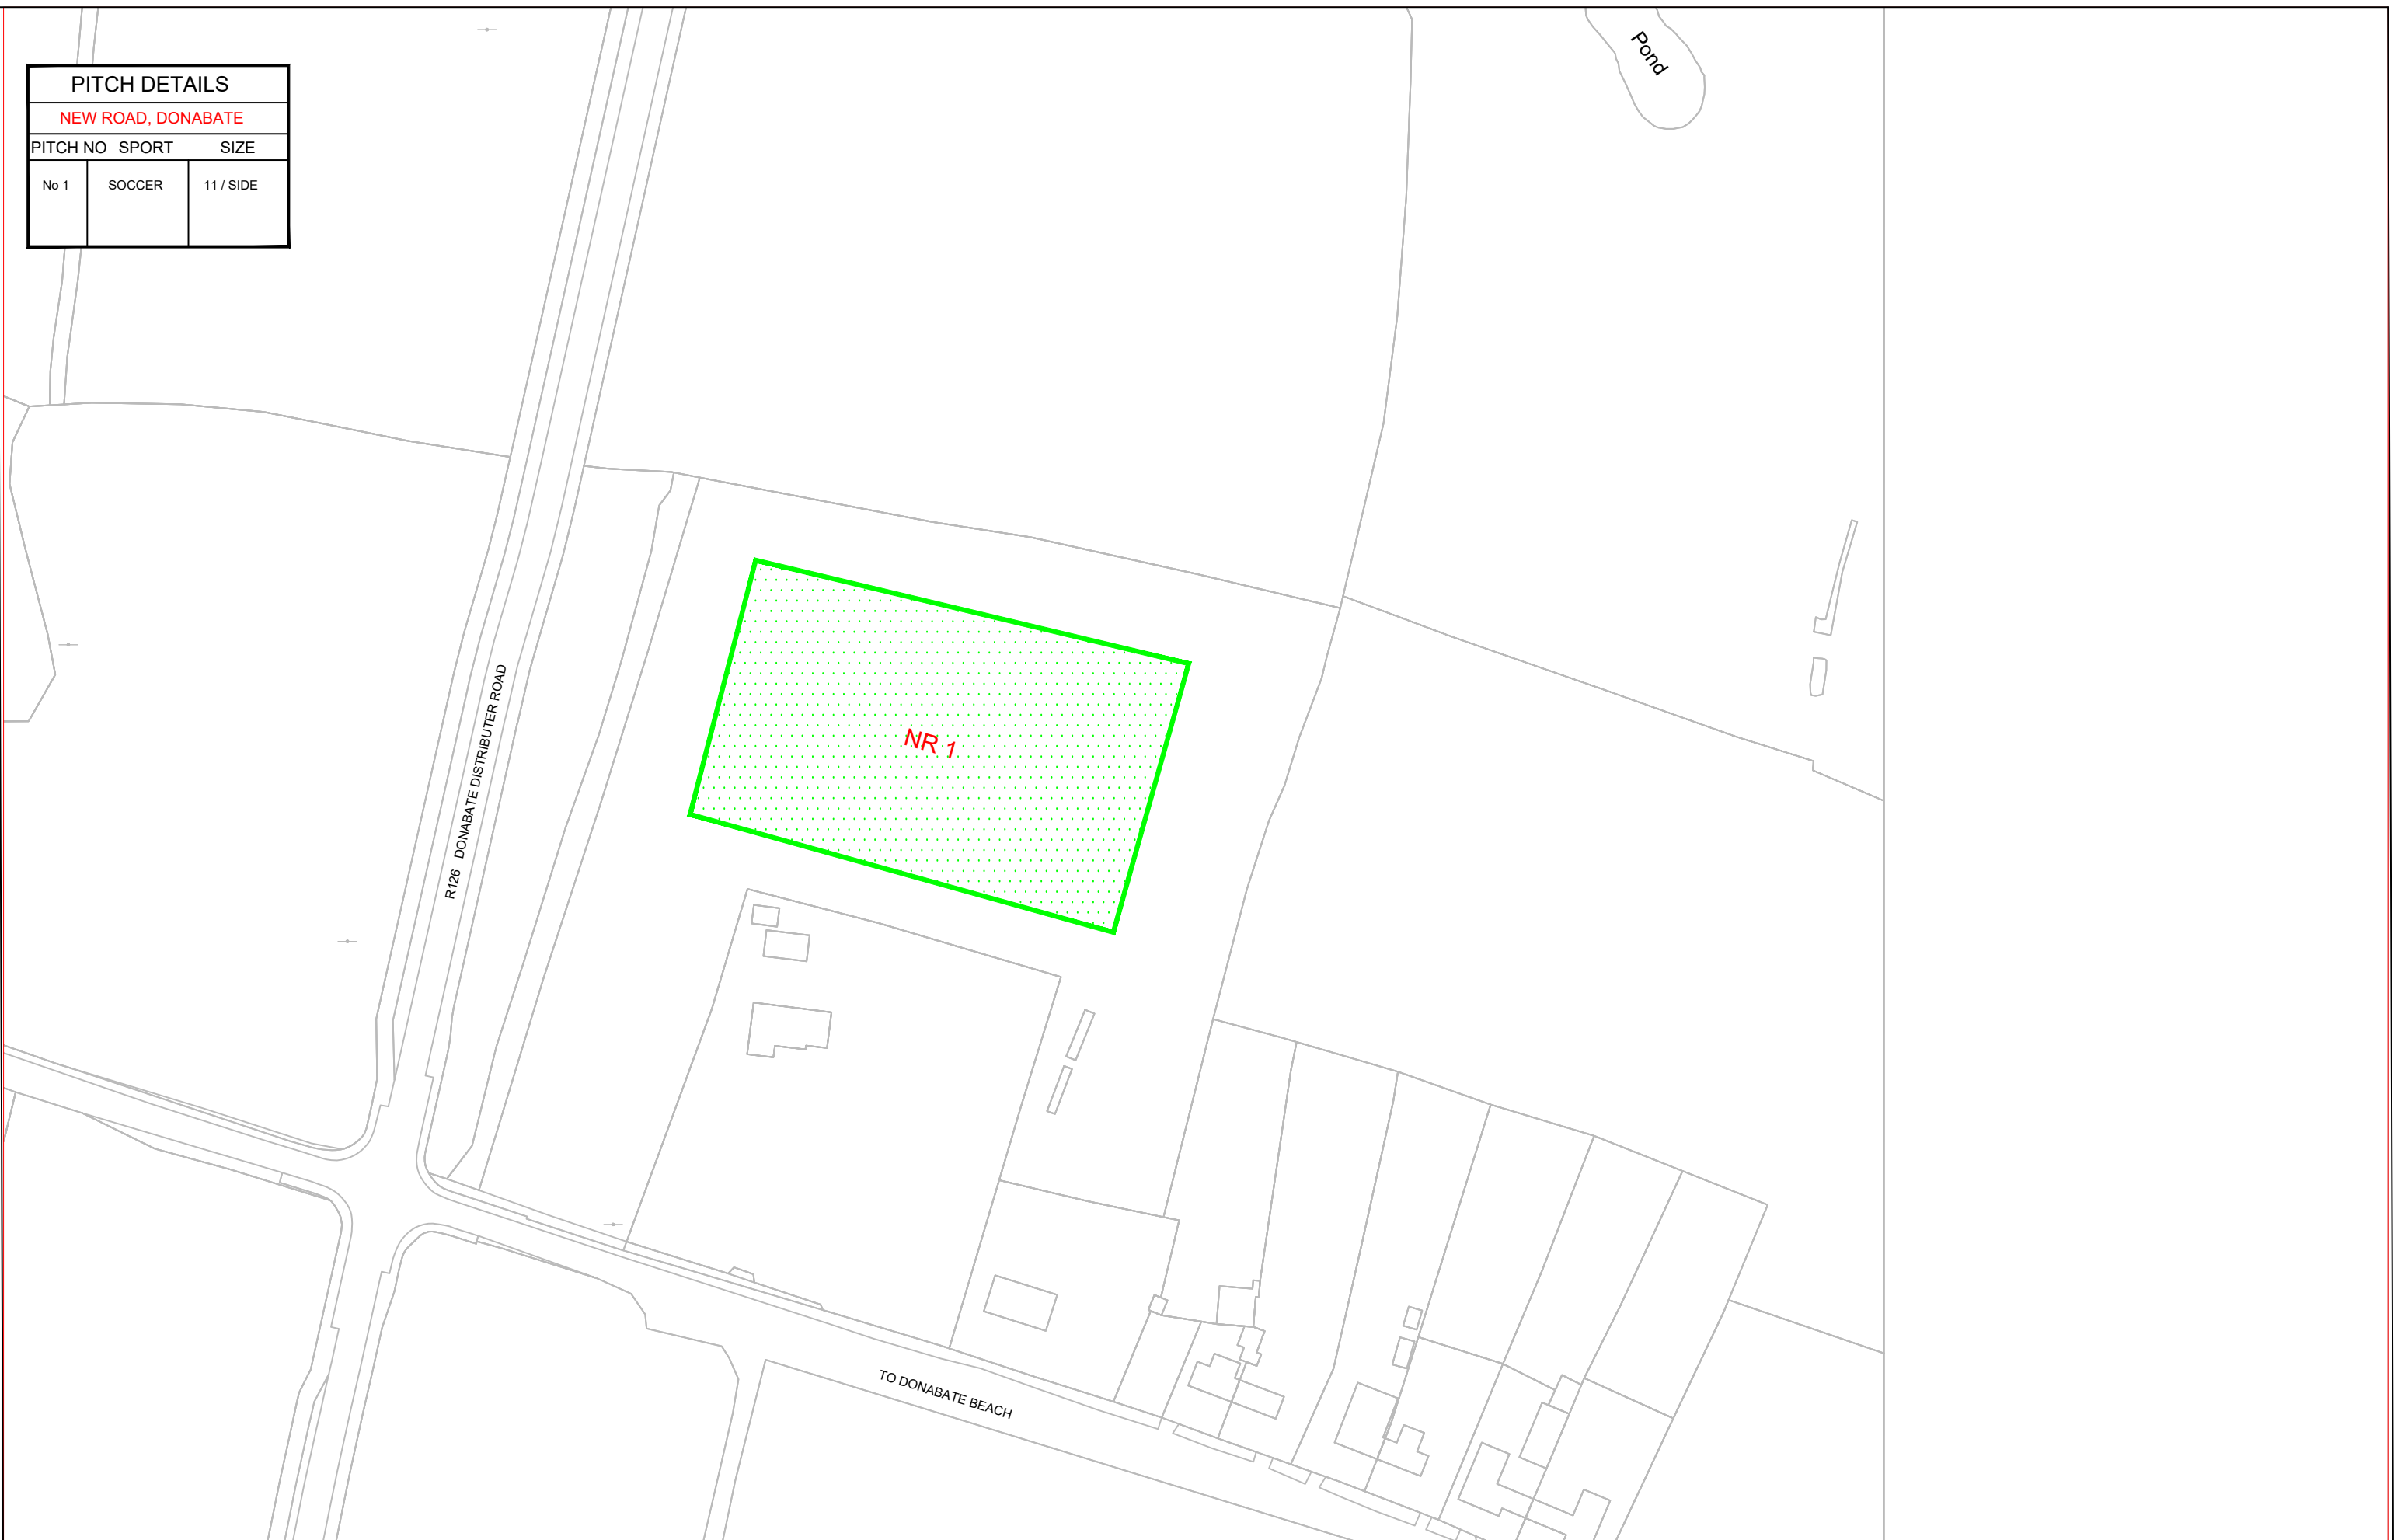 PITCH DETAILS
NEW ROAD, DONABATE
PITCH NO SPORT SIZE
No 1 SOCCER 11 / SIDE
Pond
R126 DONABATE DISTRIBUTER ROAD
NR 1
TO DONABATE BEACH